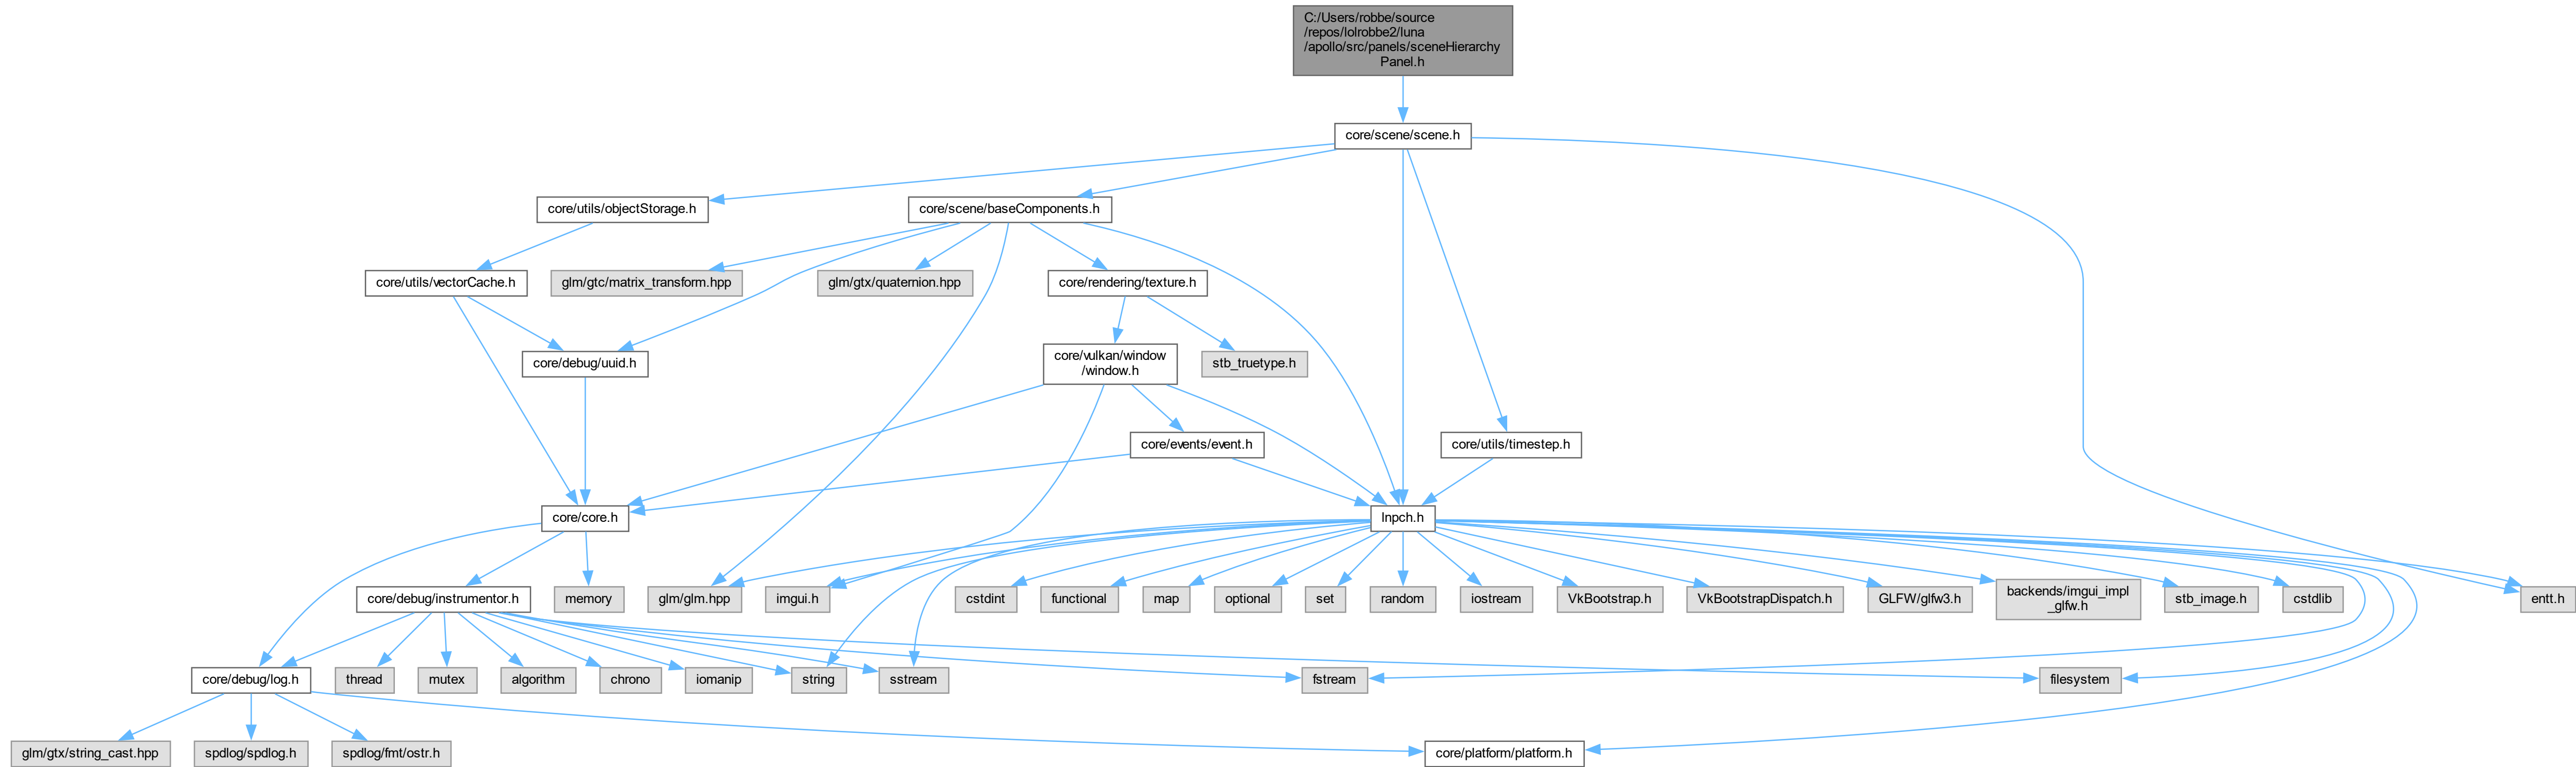 C:/Users/robbe/source
/repos/lolrobbe2/luna
/apollo/src/panels/sceneHierarchy
Panel.h
core/scene/scene.h
core/utils/objectStorage.h
core/scene/baseComponents.h
core/utils/vectorCache.h
glm/gtc/matrix_transform.hpp
glm/gtx/quaternion.hpp
core/rendering/texture.h
core/debug/uuid.h
core/vulkan/window
/window.h
stb_truetype.h
core/events/event.h
core/utils/timestep.h
core/core.h
lnpch.h
core/debug/instrumentor.h
memory
glm/glm.hpp
imgui.h
cstdint
functional
map
optional
set
random
iostream
VkBootstrap.h
VkBootstrapDispatch.h
GLFW/glfw3.h
backends/imgui_impl
_glfw.h
stb_image.h
cstdlib
entt.h
core/debug/log.h
thread
mutex
algorithm
chrono
iomanip
string
sstream
fstream
filesystem
glm/gtx/string_cast.hpp
spdlog/spdlog.h
spdlog/fmt/ostr.h
core/platform/platform.h